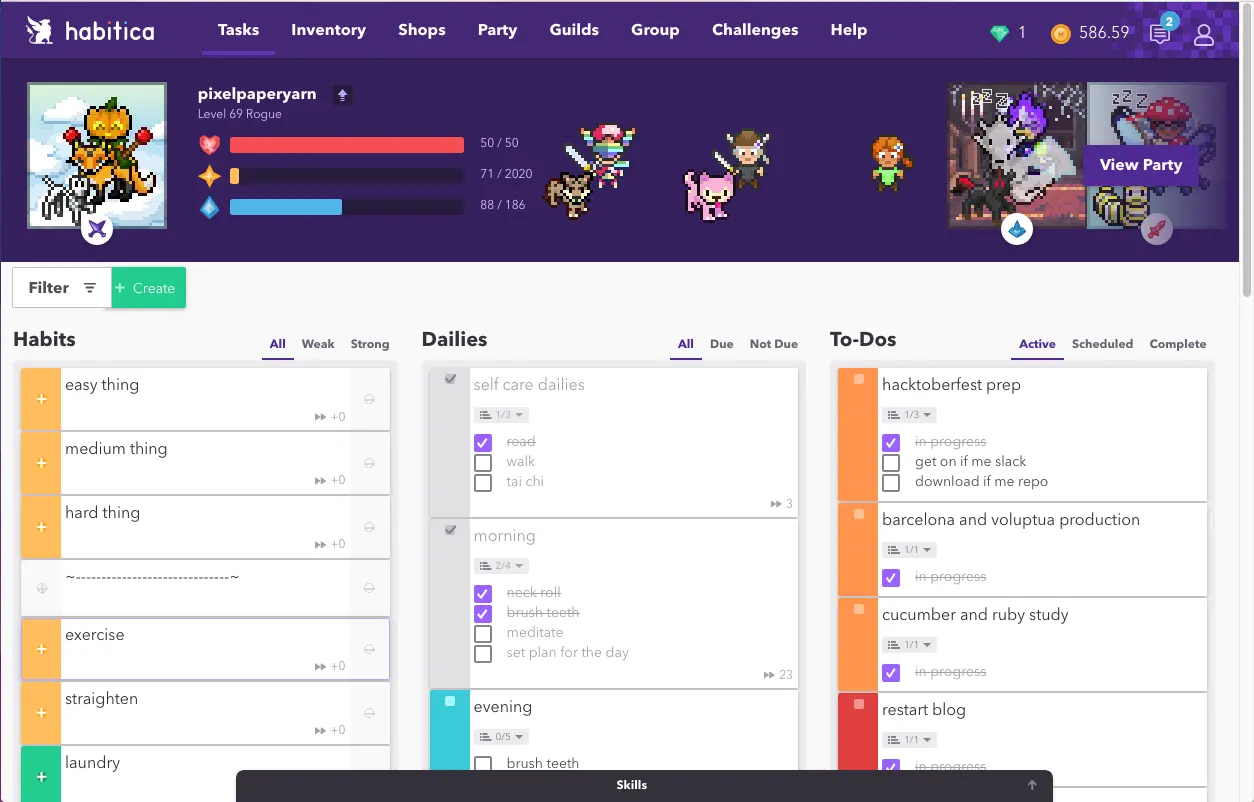 habitica
Tasks
Inventory
Shops
Party
Guilds
Group
Challenges
Help
1
586.59
2
pixelpaperyarn
Level 69 Rogue
50 / 50
71 / 2020
88 / 186
zZZ
zZZ
View Party
Filter
+ Create
Habits
All
Weak
Strong
easy thing
+0
medium thing
+0
hard thing
+0
~------------------------------~
exercise
+0
straighten
+0
laundry
Dailies
All
Due
Not Due
self care dailies
1/3
read
walk
tai chi
3
morning
2/4
neck roll
brush teeth
meditate
set plan for the day
23
evening
0/5
brush teeth
To-Dos
Active
Scheduled
Complete
hacktoberfest prep
1/3
in progress
get on if me slack
download if me repo
barcelona and voluptua production
1/1
in progress
cucumber and ruby study
1/1
in progress
restart blog
1/1
in progress
Skills